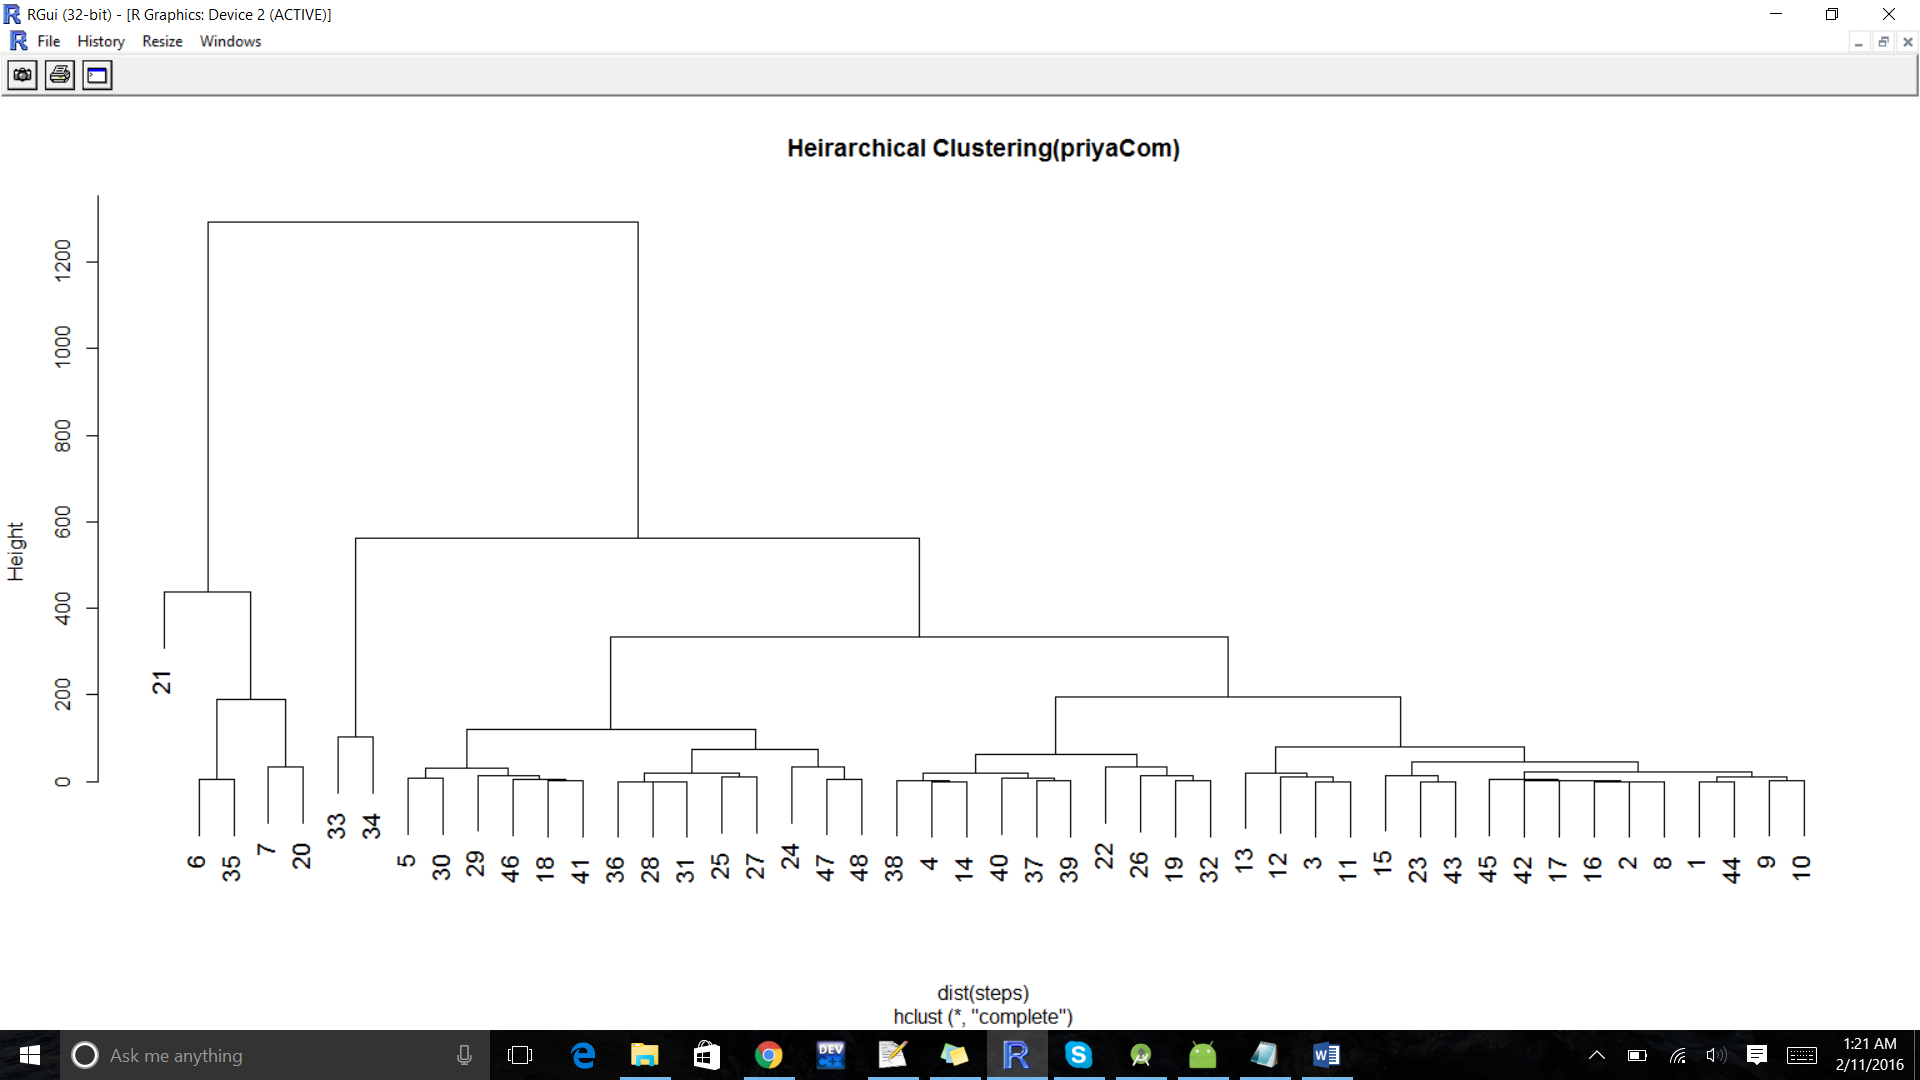 RGui (32-bit) - [R Graphics: Device 2 (ACTIVE)]
File History Resize Windows
Heirarchical Clustering(priyaCom)
Height
0 200 400 600 800 1000 1200
21
6 35 7 20 33 34 5 30 29 46 18 41 36 28 31 25 27 24 47 48 38 4 14 40 37 39 22 26 19 32 13 12 3 11 15 23 43 45 42 17 16 2 8 1 44 9 10
dist(steps)
hclust (*, "complete")
Ask me anything
DEV
C++
1:21 AM
2/11/2016